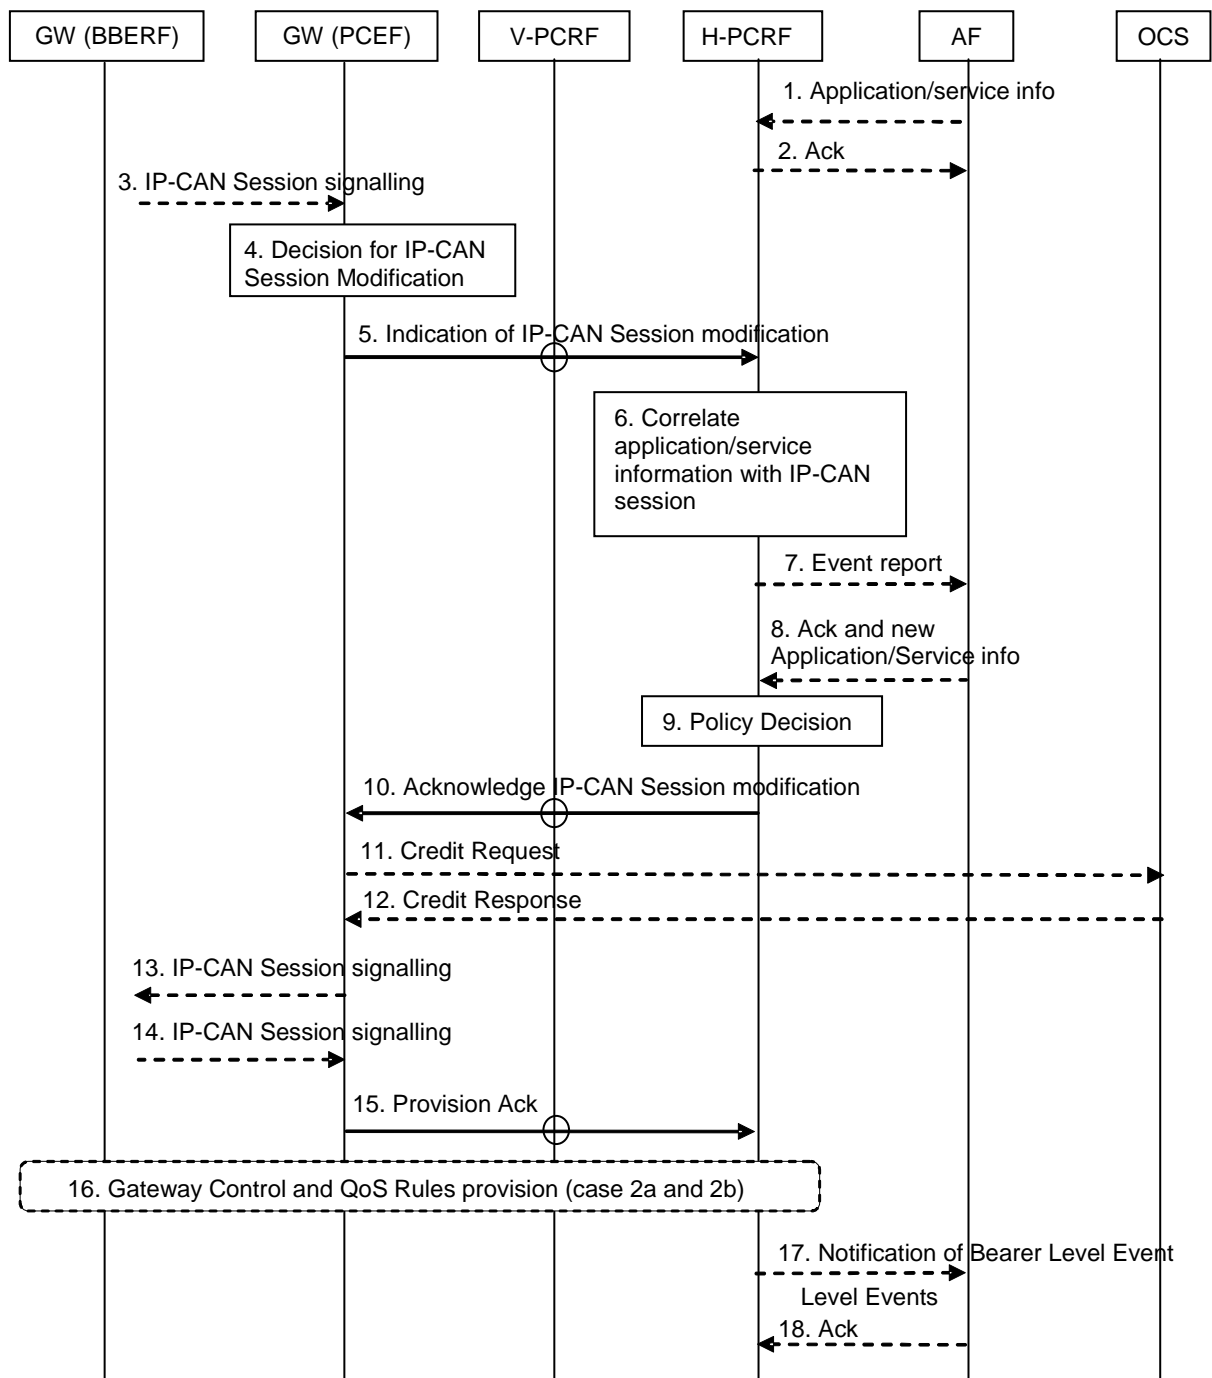 GW (BBERF)
GW (PCEF)
V-PCRF
H-PCRF
AF
OCS
1. Application/service info
2. Ack
3. IP-CAN Session signalling
4. Decision for IP-CAN
Session Modification
5. Indication of IP-CAN Session modification
6. Correlate
application/service
information with IP-CAN
session
7. Event report
8. Ack and new
Application/Service info
9. Policy Decision
10. Acknowledge IP-CAN Session modification
11. Credit Request
12. Credit Response
13. IP-CAN Session signalling
14. IP-CAN Session signalling
15. Provision Ack
16. Gateway Control and QoS Rules provision (case 2a and 2b)
17. Notification of Bearer Level Event
Level Events
18. Ack